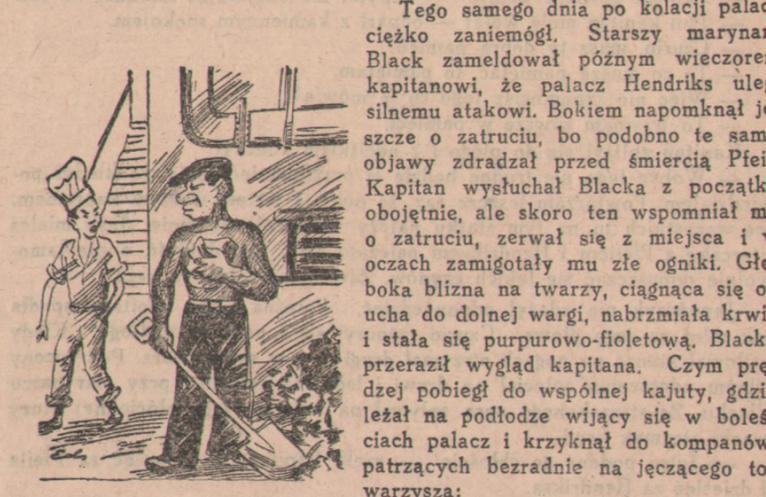 Tego samego dnia po kolacji palac
ciężko zaniemógł. Starszy marynar
Black zameldował późnym wieczore
kapitanowi, że palacz Hendriks uleg
silnemu atakowi. Bokiem napomknął je
szcze o zatruciu, bo podobno te sam
objawy zdradzał przed śmiercią Pfei
Kapitan wysłuchał Blacka z początk
obojętnie, ale skoro ten wspomniał m
o zatruciu, zerwał się z miejsca i
oczach zamigotały mu złe ogniki. Głę
boka blizna na twarzy, ciągnąca się o
ucha do dolnej wargi, nabrzmiała krwi
i stała się purpurowo-fioletową. Black
przeraził wygląd kapitana. Czym prę
dzej pobiegł do wspólnej kajuty, gdzi
leżał na podłodze wijący się w boleś
ciach palacz i krzyknął do kompanów
patrzących bezradnie na jęczącego to
warzysza: